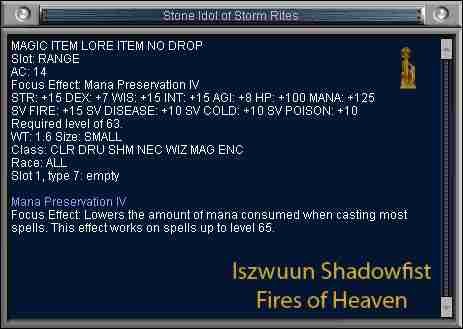 Stone Idol of Storm Rites
MAGIC ITEM LORE ITEM NO DROP
Slot: RANGE
AC: 14
Focus Effect: Mana Preservation IV
STR: +15 DEX: +7 WIS: +15 INT: +15 AGI: +8 HP: +100 MANA: +125
SV FIRE: +15 SV DISEASE: +10 SV COLD: +10 SV POISON: +10
Required level of 63.
WT: 1.6 Size: SMALL
Class: CLR DRU SHM NEC WIZ MAG ENC
Race: ALL
Slot 1, type 7: empty
Mana Preservation IV
Focus Effect: Lowers the amount of mana consumed when casting most
spells. This effect works on spells up to level 65.
Iszwuun Shadowfist
Fires of Heaven